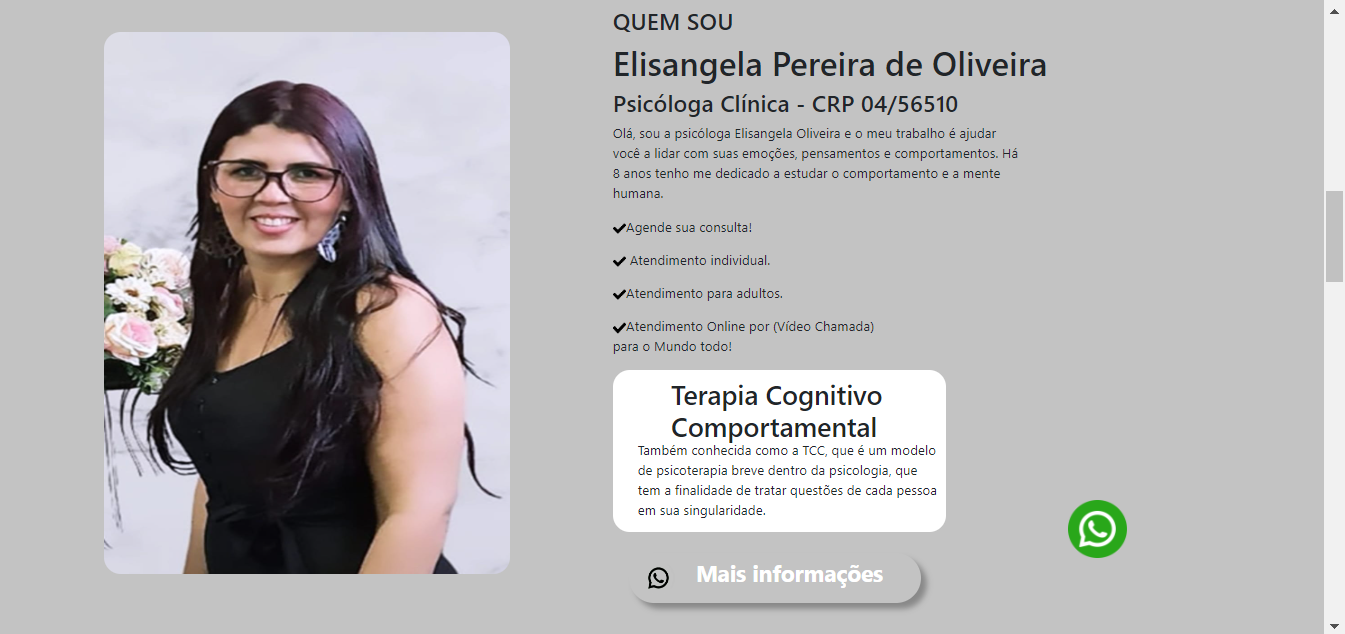 QUEM SOU
Elisangela Pereira de Oliveira
Psicóloga Clínica - CRP 04/56510
Olá, sou a psicóloga Elisangela Oliveira e o meu trabalho é ajudar
você a lidar com suas emoções, pensamentos e comportamentos. Há
8 anos tenho me dedicado a estudar o comportamento e a mente
humana.
Agende sua consulta!
Atendimento individual.
Atendimento para adultos.
Atendimento Online por (Vídeo Chamada)
para o Mundo todo!
Terapia Cognitivo
Comportamental
Também conhecida como a TCC, que é um modelo
de psicoterapia breve dentro da psicologia, que
tem a finalidade de tratar questões de cada pessoa
em sua singularidade.
Mais informações